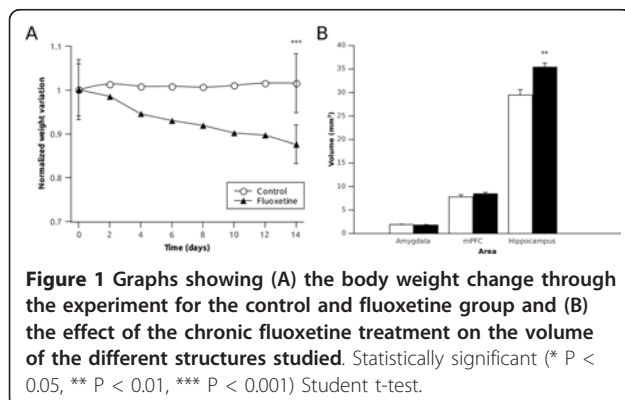 A
B
***
1.1
1
0.9
0.8
0.7
Normalized weight variation
0 2 4 6 8 10 12 14
Time (days)
Control
Fluoxetine
**
40
35
30
25
20
15
10
5
0
Volume (mm³)
Amygdala mPFC Hippocampus
Area
Figure 1 Graphs showing (A) the body weight change through
the experiment for the control and fluoxetine group and (B)
the effect of the chronic fluoxetine treatment on the volume
of the different structures studied. Statistically significant (* P <
0.05, ** P < 0.01, *** P < 0.001) Student t-test.